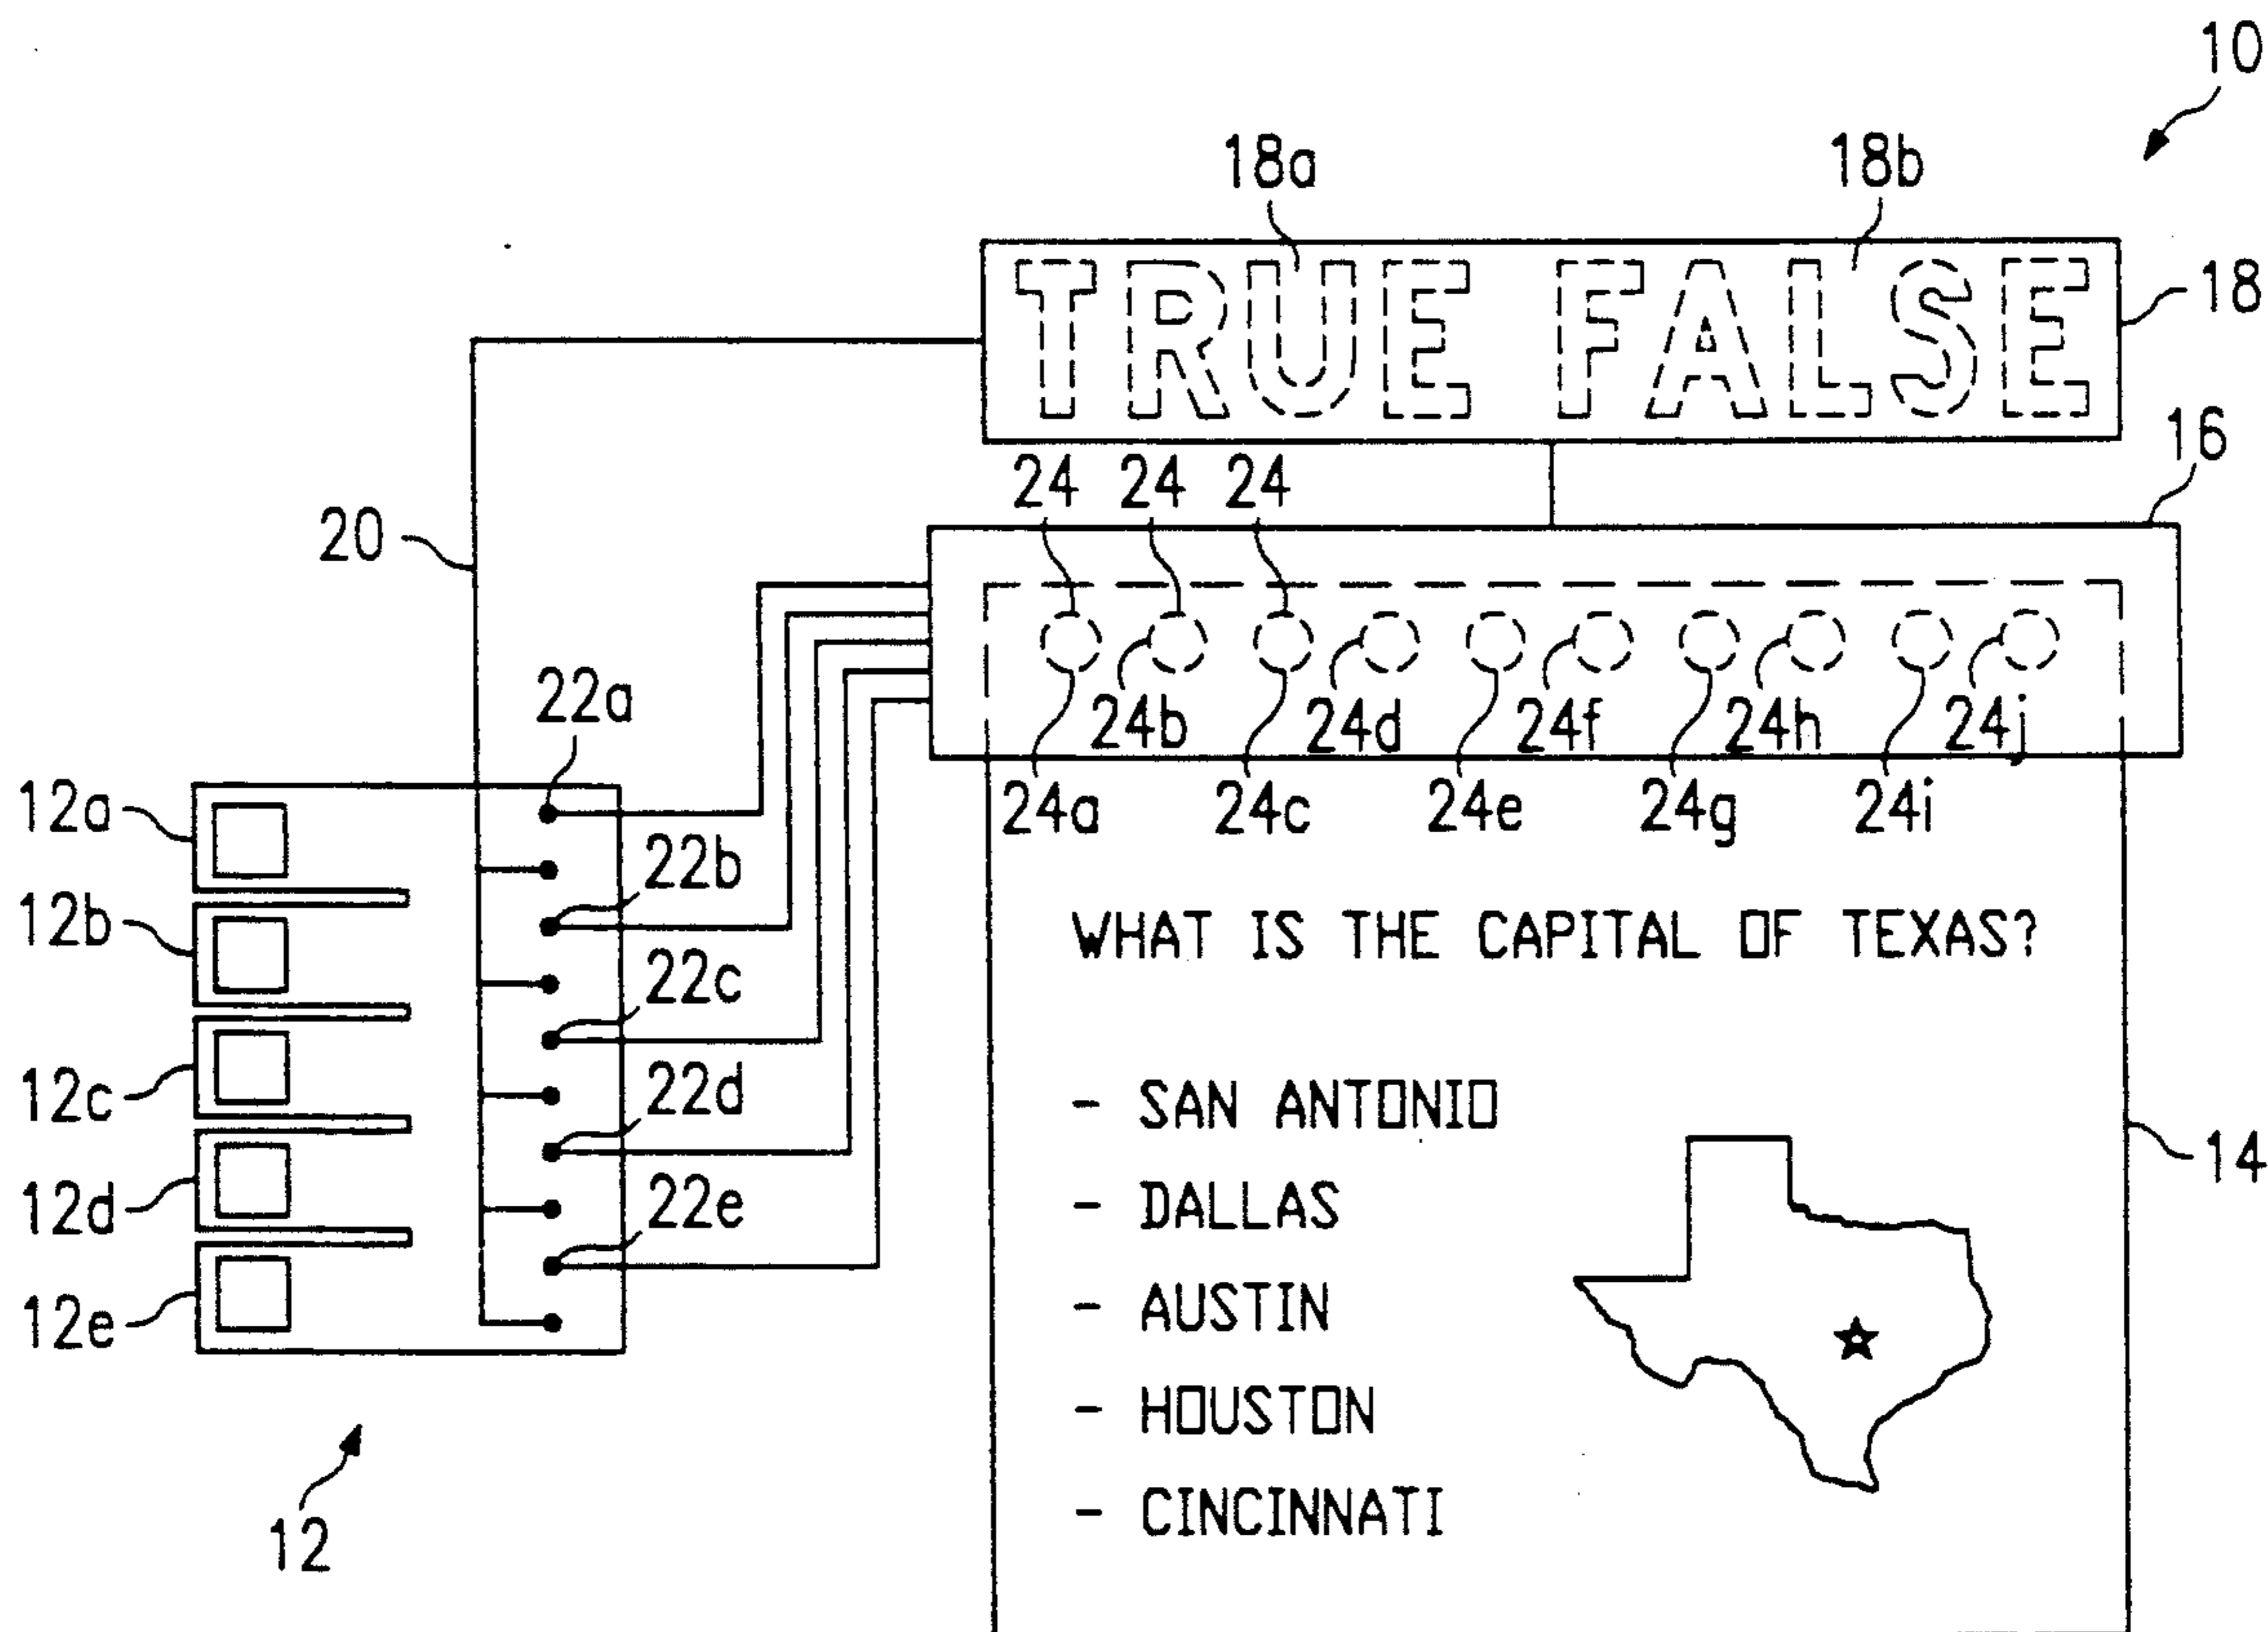 10
18a 18b
TRUE FALSE
18
16
24 24 24
20
22a
24b 24d 24f 24h 24j
12a
24a 24c 24e 24g 24i
22b
12b
WHAT IS THE CAPITAL OF TEXAS?
22c
12c
22d
- SAN ANTONIO
14
12d
22e
- DALLAS
12e
- AUSTIN
- HOUSTON
12
- CINCINNATI